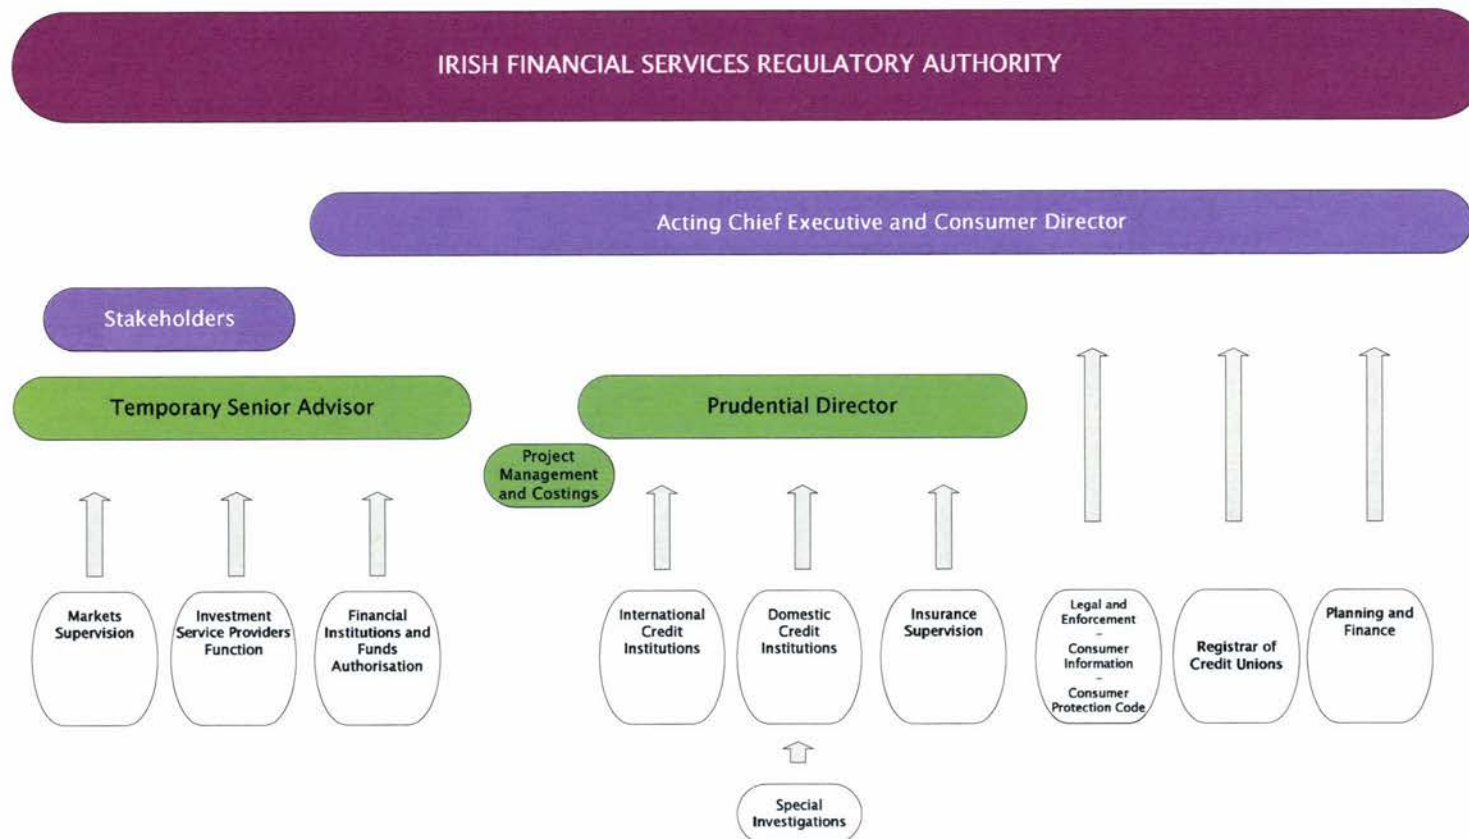 IRISH FINANCIAL SERVICES REGULATORY AUTHORITY
Acting Chief Executive and Consumer Director
Stakeholders
Temporary Senior Advisor
Prudential Director
Project
Management
and Costings
Markets
Supervision
Investment
Service Providers
Function
Financial
Institutions and
Funds
Authorisation
International
Credit
Institutions
Domestic
Credit
Institutions
Insurance
Supervision
Legal and
Enforcement
–
Consumer
Information
–
Consumer
Protection Code
Registrar of
Credit Unions
Planning and
Finance
Special
Investigations